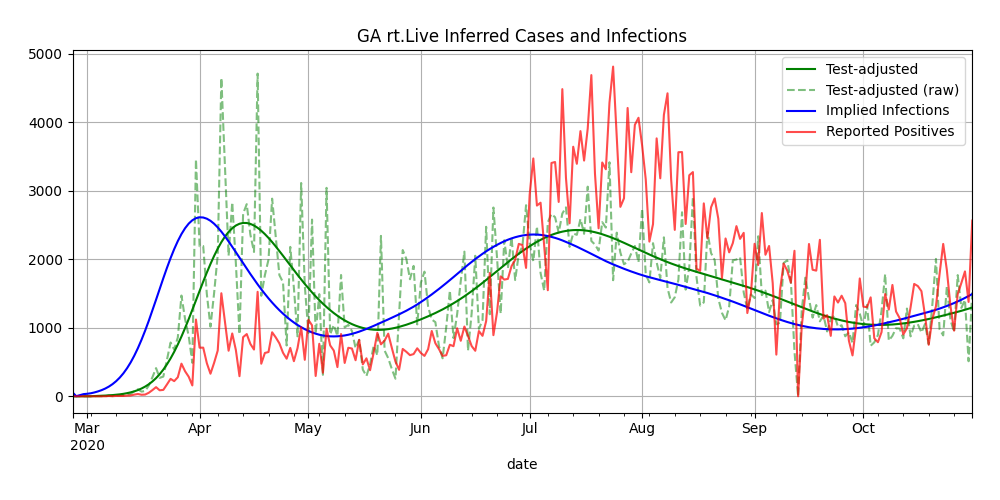 GA rt.Live Inferred Cases and Infections
5000
4000
3000
2000
1000
0
Test-adjusted
Test-adjusted (raw)
Implied Infections
Reported Positives
Mar Apr May Jun Jul Aug Sep Oct
2020
date